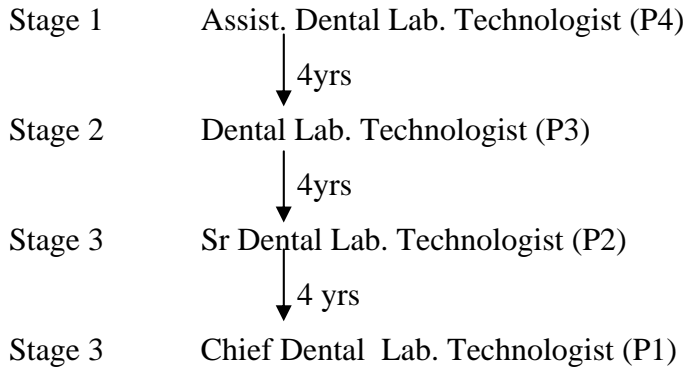 Stage 1 Assist. Dental Lab. Technologist (P4)
4yrs
Stage 2 Dental Lab. Technologist (P3)
4yrs
Stage 3 Sr Dental Lab. Technologist (P2)
4 yrs
Stage 3 Chief Dental Lab. Technologist (P1)